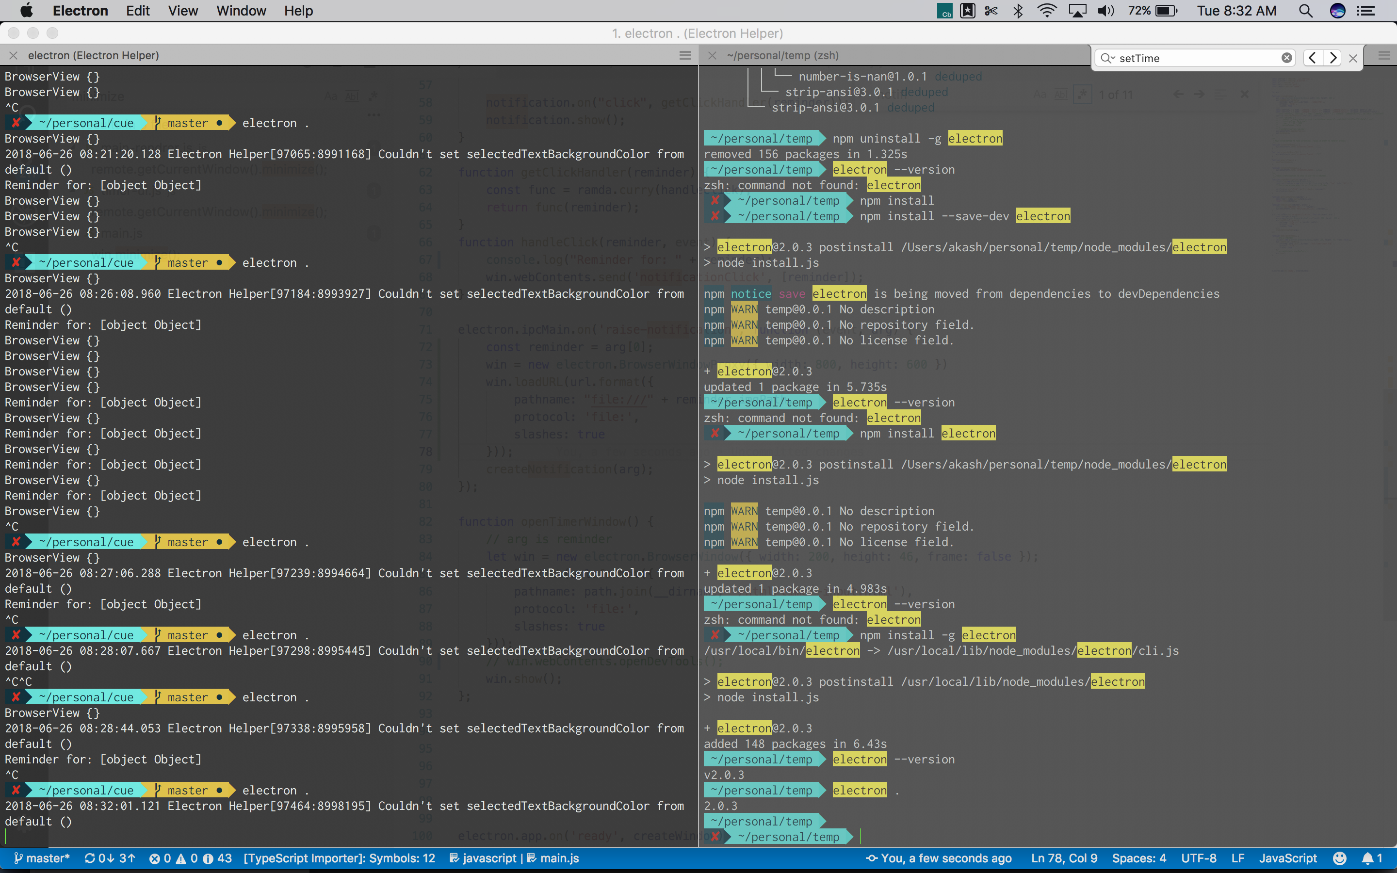 Electron Edit View Window Help
72% Tue 8:32 AM
1. electron . (Electron Helper)
electron (Electron Helper)
BrowserView {}
BrowserView {}
^C
✘ ~/personal/cue master ● electron .
BrowserView {}
2018-06-26 08:21:20.128 Electron Helper[97065:8991168] Couldn't set selectedTextBackgroundColor from
default ()
Reminder for: [object Object]
BrowserView {}
BrowserView {}
BrowserView {}
^C
✘ ~/personal/cue master ● electron .
BrowserView {}
2018-06-26 08:26:08.960 Electron Helper[97184:8993927] Couldn't set selectedTextBackgroundColor from
default ()
Reminder for: [object Object]
BrowserView {}
BrowserView {}
BrowserView {}
BrowserView {}
Reminder for: [object Object]
BrowserView {}
Reminder for: [object Object]
BrowserView {}
Reminder for: [object Object]
BrowserView {}
Reminder for: [object Object]
BrowserView {}
^C
✘ ~/personal/cue master ● electron .
BrowserView {}
2018-06-26 08:27:06.288 Electron Helper[97239:8994664] Couldn't set selectedTextBackgroundColor from
default ()
Reminder for: [object Object]
^C
✘ ~/personal/cue master ● electron .
2018-06-26 08:28:07.667 Electron Helper[97298:8995445] Couldn't set selectedTextBackgroundColor from
default ()
^C^C
✘ ~/personal/cue master ● electron .
BrowserView {}
2018-06-26 08:28:44.053 Electron Helper[97338:8995958] Couldn't set selectedTextBackgroundColor from
default ()
Reminder for: [object Object]
^C
✘ ~/personal/cue master ● electron .
2018-06-26 08:32:01.121 Electron Helper[97464:8998195] Couldn't set selectedTextBackgroundColor from
default ()
~/personal/temp (zsh)
setTime
number-is-nan@1.0.1 deduped
strip-ansi@3.0.1 deduped
strip-ansi@3.0.1 deduped
~/personal/temp npm uninstall -g electron
removed 156 packages in 1.325s
~/personal/temp electron --version
zsh: command not found: electron
✘ ~/personal/temp npm install
✘ ~/personal/temp npm install --save-dev electron
> electron@2.0.3 postinstall /Users/akash/personal/temp/node_modules/electron
> node install.js
npm notice save electron is being moved from dependencies to devDependencies
npm WARN temp@0.0.1 No description
npm WARN temp@0.0.1 No repository field.
npm WARN temp@0.0.1 No license field.
+ electron@2.0.3
updated 1 package in 5.735s
~/personal/temp electron --version
zsh: command not found: electron
✘ ~/personal/temp npm install electron
> electron@2.0.3 postinstall /Users/akash/personal/temp/node_modules/electron
> node install.js
npm WARN temp@0.0.1 No description
npm WARN temp@0.0.1 No repository field.
npm WARN temp@0.0.1 No license field.
+ electron@2.0.3
updated 1 package in 4.983s
~/personal/temp electron --version
zsh: command not found: electron
✘ ~/personal/temp npm install -g electron
/usr/local/bin/electron -> /usr/local/lib/node_modules/electron/cli.js
> electron@2.0.3 postinstall /usr/local/lib/node_modules/electron
> node install.js
+ electron@2.0.3
added 148 packages in 6.43s
~/personal/temp electron --version
v2.0.3
~/personal/temp electron .
2.0.3
~/personal/temp
✘ ~/personal/temp
master* 0↓ 3↑ 0 0 43 [TypeScript Importer]: Symbols: 12 javascript | main.js
You, a few seconds ago Ln 78, Col 9 Spaces: 4 UTF-8 LF JavaScript 1